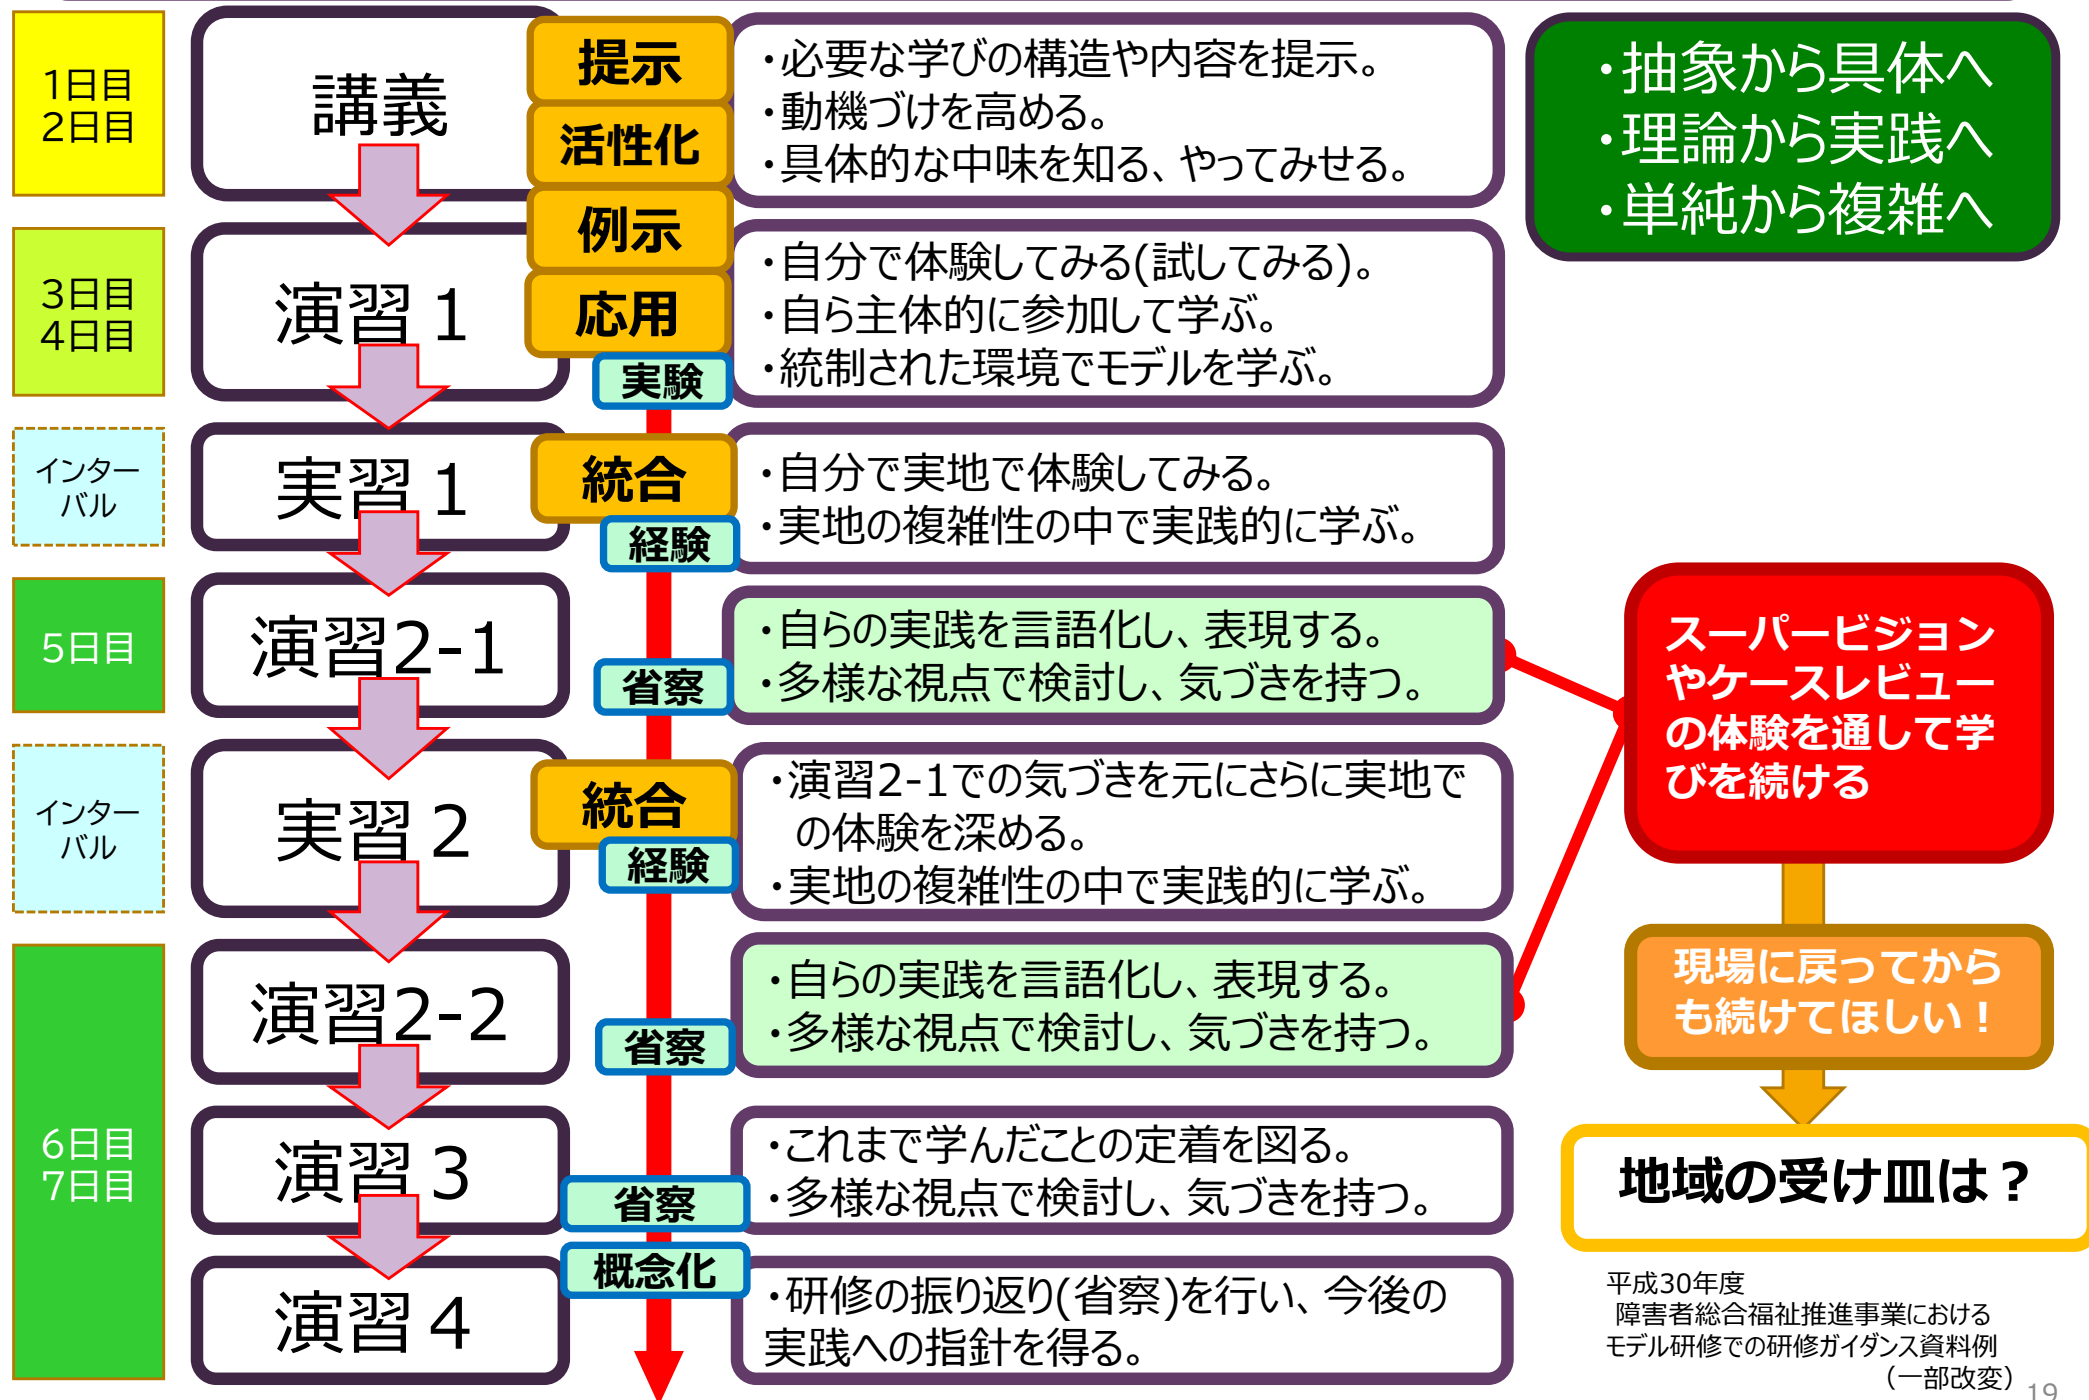 1日目
2日目
講義
提示
活性化
例示
・必要な学びの構造や内容を提示。
・動機づけを高める。
・具体的な中味を知る、やってみせる。
・抽象から具体へ
・理論から実践へ
・単純から複雑へ
3日目
4日目
演習1
応用
実験
・自分で体験してみる(試してみる)。
・自ら主体的に参加して学ぶ。
・統制された環境でモデルを学ぶ。
インター
バル
実習1
統合
経験
・自分で実地で体験してみる。
・実地の複雑性の中で実践的に学ぶ。
5日目
演習2-1
省察
・自らの実践を言語化し、表現する。
・多様な視点で検討し、気づきを持つ。
スーパービジョン
やケースレビュー
の体験を通して学
びを続ける
インター
バル
実習2
統合
経験
・演習2-1での気づきを元にさらに実地で
の体験を深める。
・実地の複雑性の中で実践的に学ぶ。
現場に戻ってから
も続けてほしい！
6日目
7日目
演習2-2
省察
・自らの実践を言語化し、表現する。
・多様な視点で検討し、気づきを持つ。
演習3
省察
・これまで学んだことの定着を図る。
・多様な視点で検討し、気づきを持つ。
地域の受け皿は？
演習4
概念化
・研修の振り返り(省察)を行い、今後の
実践への指針を得る。
平成30年度
障害者総合福祉推進事業における
モデル研修での研修ガイダンス資料例
（一部改変）
19